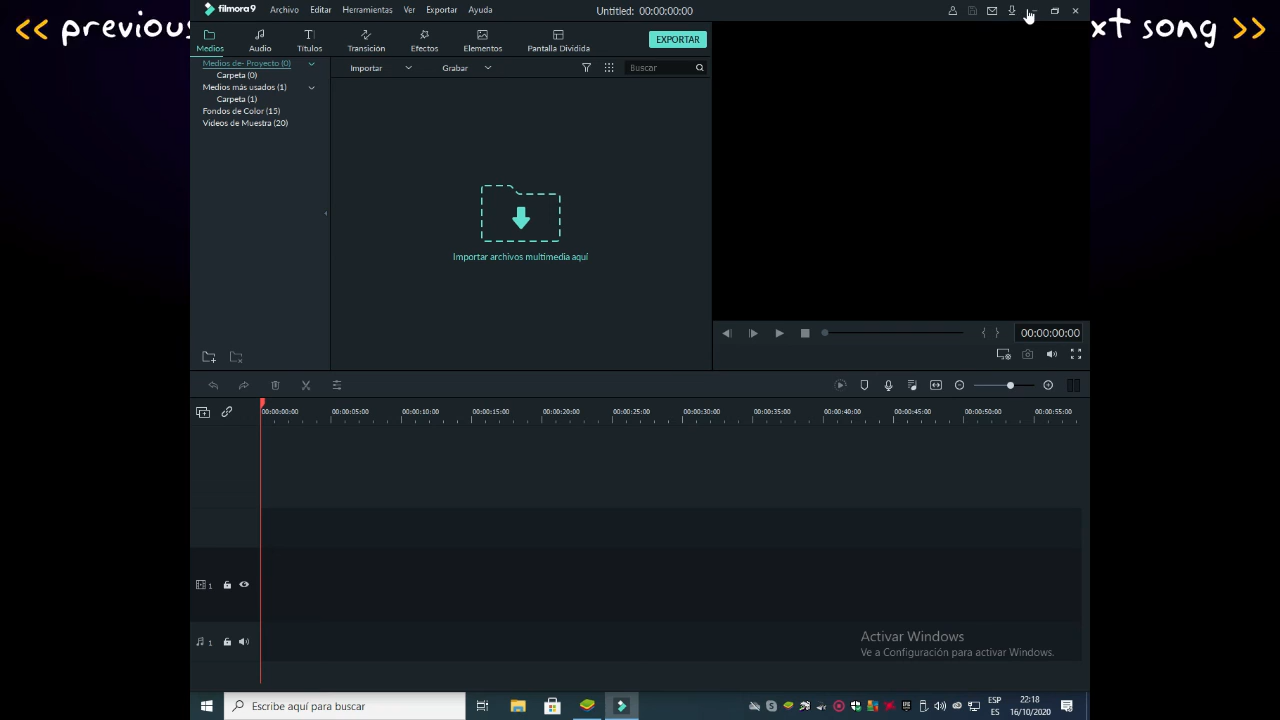 << previous
xt song >>
filmora9
Archivo Editar Herramientas Ver Exportar Ayuda
Untitled: 00:00:00:00
Medios Audio Títulos Transición Efectos Elementos Pantalla Dividida
EXPORTAR
Medios de- Proyecto (0)
Carpeta (0)
Medios más usados (1)
Carpeta (1)
Fondos de Color (15)
Videos de Muestra (20)
Importar Grabar Buscar
Importar archivos multimedia aquí
00:00:00:00
00:00:00:00 00:00:05:00 00:00:10:00 00:00:15:00 00:00:20:00 00:00:25:00 00:00:30:00 00:00:35:00 00:00:40:00 00:00:45:00 00:00:50:00 00:00:55:00
1
1
Activar Windows
Ve a Configuración para activar Windows.
Escribe aquí para buscar
ESP
ES
22:18
16/10/2020